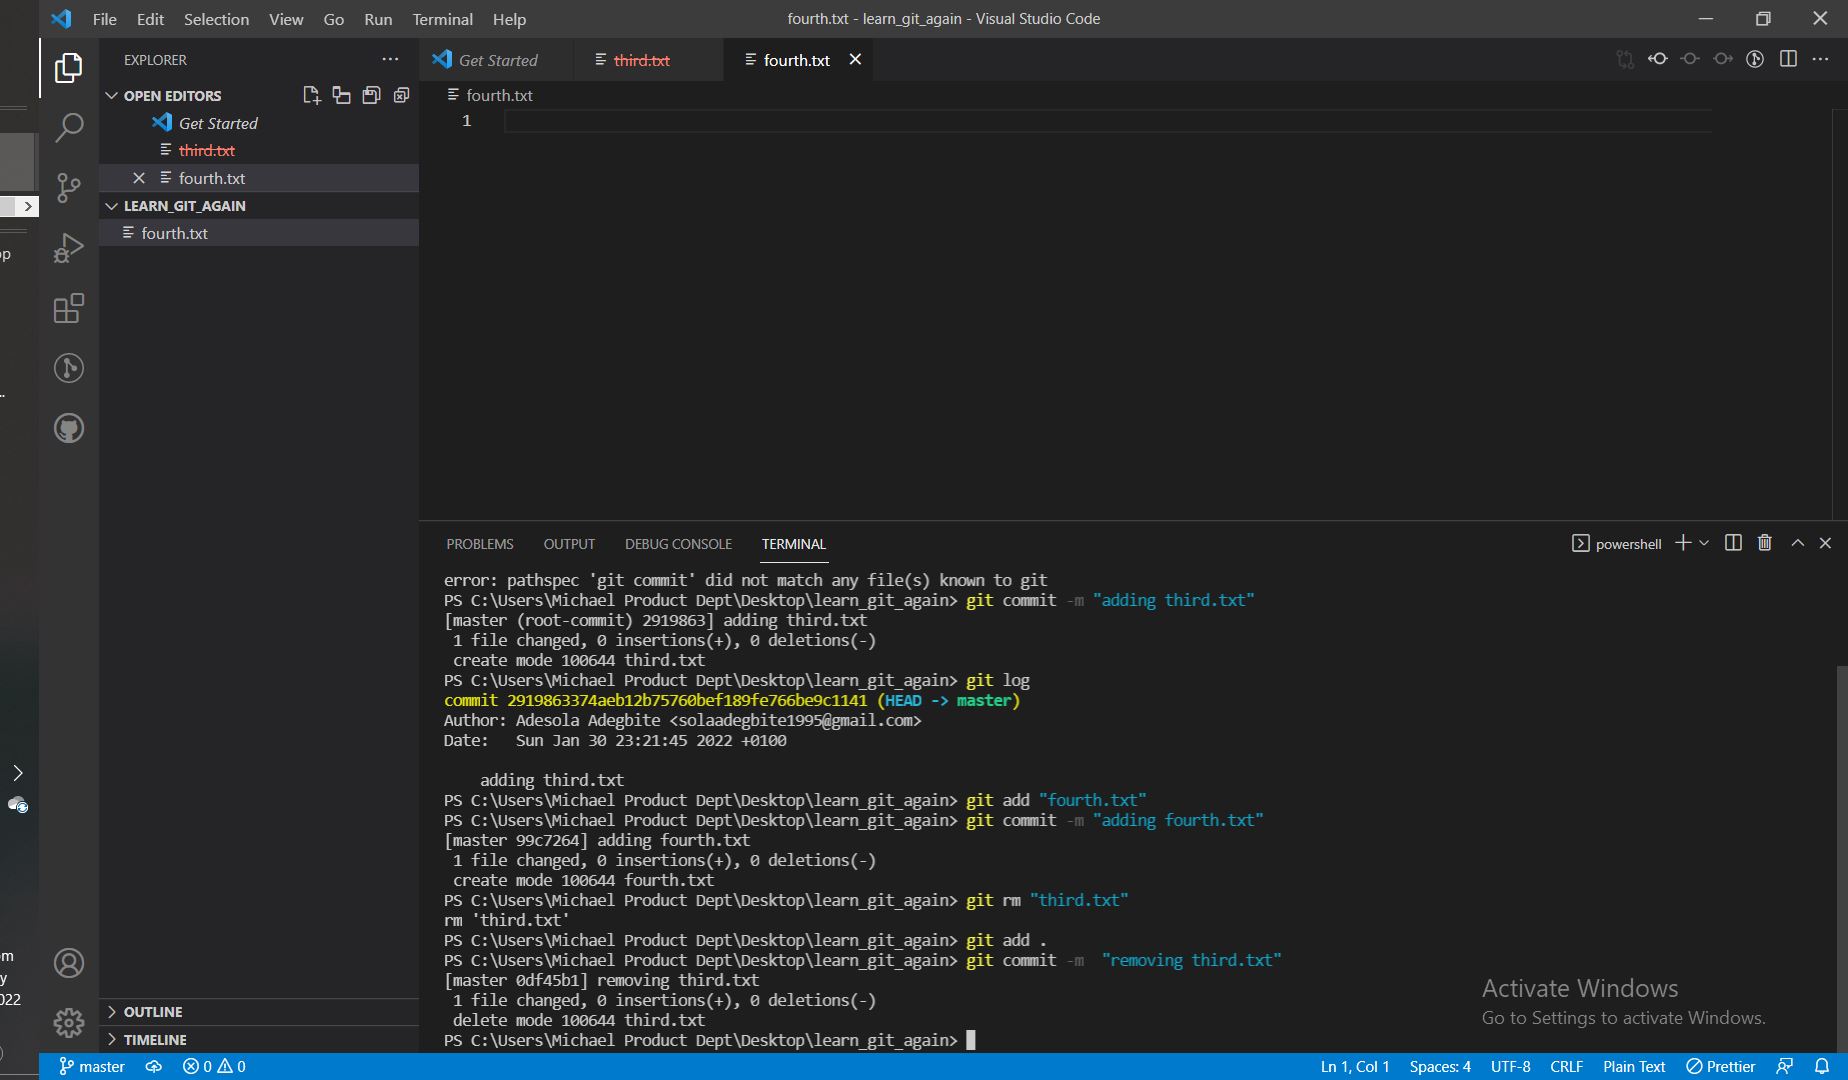 File Edit Selection View Go Run Terminal Help
fourth.txt - learn_git_again - Visual Studio Code
EXPLORER
OPEN EDITORS
Get Started
third.txt
fourth.txt
LEARN_GIT_AGAIN
fourth.txt
OUTLINE
TIMELINE
Get Started third.txt fourth.txt
fourth.txt
1
PROBLEMS OUTPUT DEBUG CONSOLE TERMINAL
powershell
error: pathspec 'git commit' did not match any file(s) known to git
PS C:\Users\Michael Product Dept\Desktop\learn_git_again> git commit -m "adding third.txt"
[master (root-commit) 2919863] adding third.txt
1 file changed, 0 insertions(+), 0 deletions(-)
create mode 100644 third.txt
PS C:\Users\Michael Product Dept\Desktop\learn_git_again> git log
commit 2919863374aeb12b75760bef189fe766be9c1141 (HEAD -> master)
Author: Adesola Adegbite <solaadegbite1995@gmail.com>
Date:   Sun Jan 30 23:21:45 2022 +0100
adding third.txt
PS C:\Users\Michael Product Dept\Desktop\learn_git_again> git add "fourth.txt"
PS C:\Users\Michael Product Dept\Desktop\learn_git_again> git commit -m "adding fourth.txt"
[master 99c7264] adding fourth.txt
1 file changed, 0 insertions(+), 0 deletions(-)
create mode 100644 fourth.txt
PS C:\Users\Michael Product Dept\Desktop\learn_git_again> git rm "third.txt"
rm 'third.txt'
PS C:\Users\Michael Product Dept\Desktop\learn_git_again> git add .
PS C:\Users\Michael Product Dept\Desktop\learn_git_again> git commit -m  "removing third.txt"
[master 0df45b1] removing third.txt
1 file changed, 0 insertions(+), 0 deletions(-)
delete mode 100644 third.txt
PS C:\Users\Michael Product Dept\Desktop\learn_git_again>
Activate Windows
Go to Settings to activate Windows.
master 0 0 Ln 1, Col 1 Spaces: 4 UTF-8 CRLF Plain Text Prettier